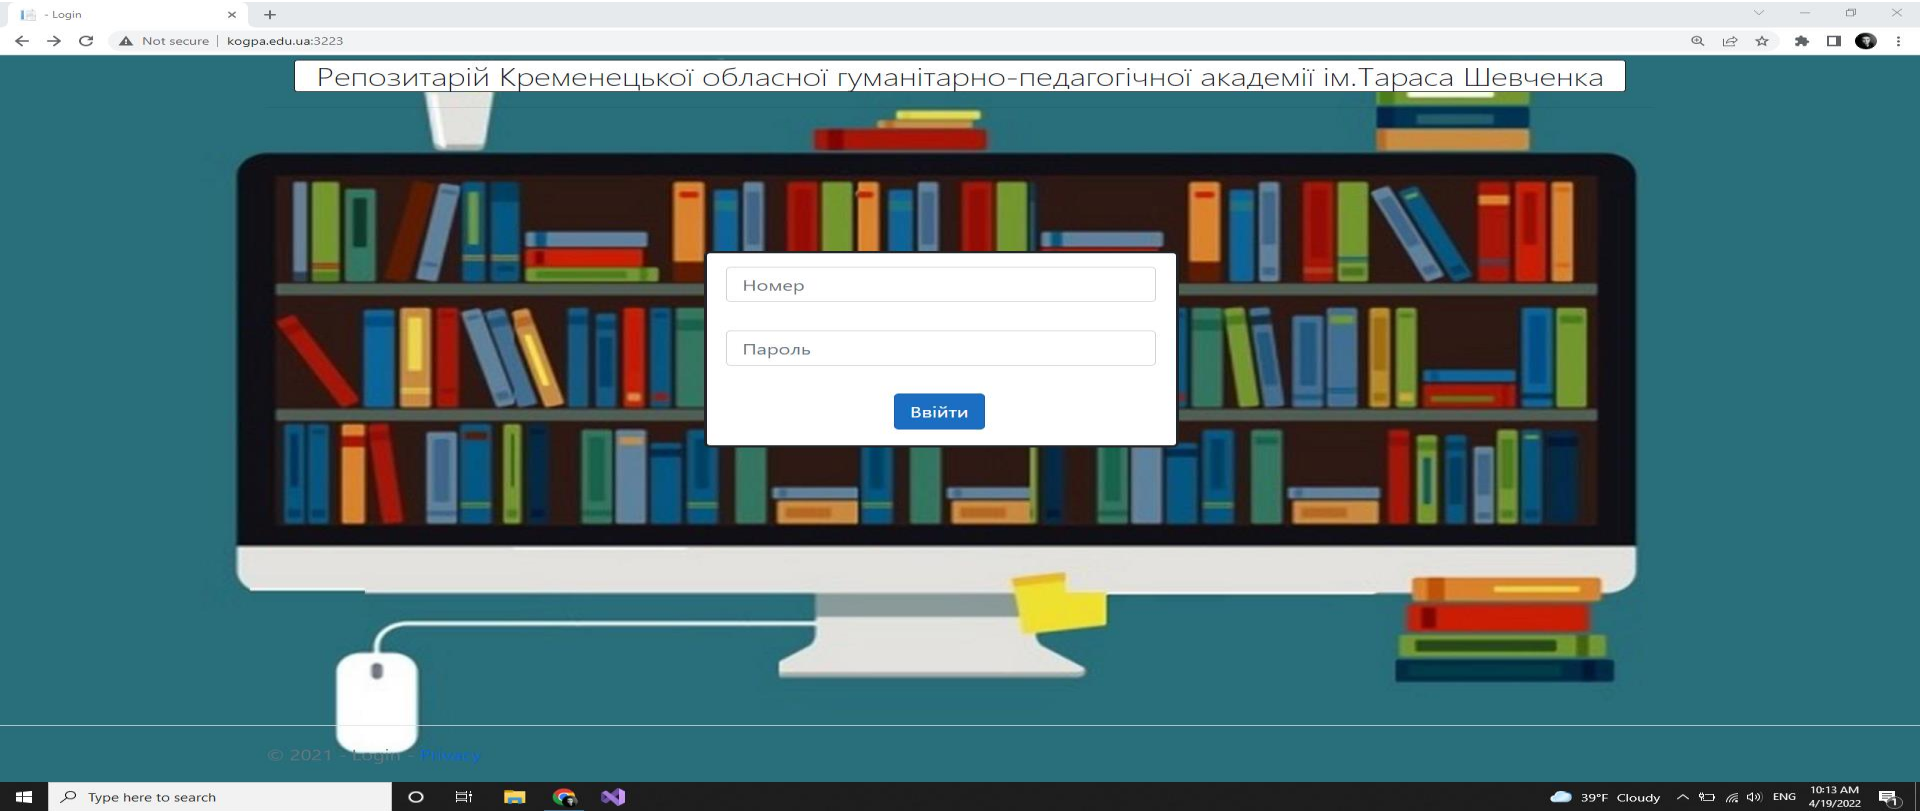 - Login
Not secure | kogpa.edu.ua:3223
Репозитарій Кременецької обласної гуманітарно-педагогічної академії ім.Тараса Шевченка
Номер
Пароль
Ввійти
© 2021 - Login - Privacy
Type here to search
39°F Cloudy
ENG
10:13 AM
4/19/2022
1